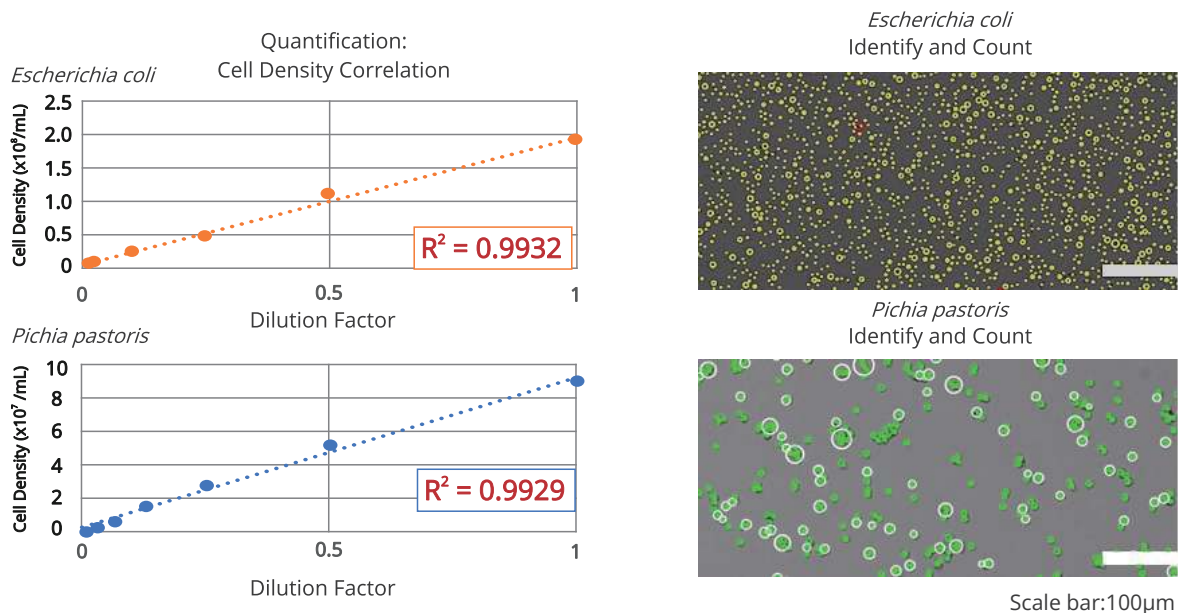 Quantification:
Cell Density Correlation
Escherichia coli
Cell Density (x10⁸/mL)
2.5
2.0
1.5
1.0
0.5
0
R² = 0.9932
0 0.5 1
Dilution Factor
Pichia pastoris
Cell Density (x10⁷/mL)
10
8
6
4
2
0
R² = 0.9929
0 0.5 1
Dilution Factor
Escherichia coli
Identify and Count
Pichia pastoris
Identify and Count
Scale bar:100μm